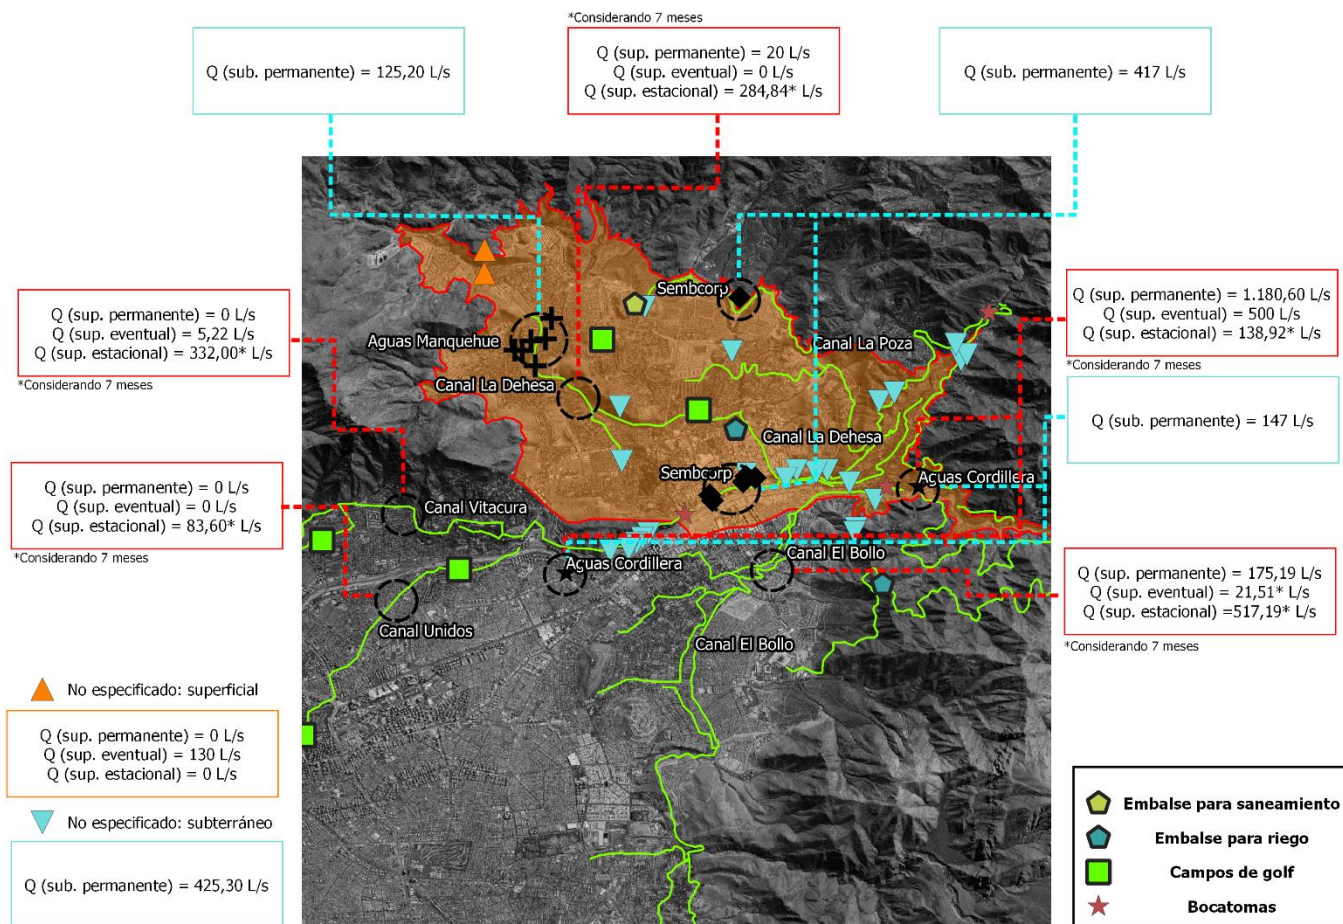 *Considerando 7 meses
Q (sub. permanente) = 125,20 L/s
Q (sup. permanente) = 20 L/s
Q (sup. eventual) = 0 L/s
Q (sup. estacional) = 284,84* L/s
Q (sub. permanente) = 417 L/s
Q (sup. permanente) = 0 L/s
Q (sup. eventual) = 5,22 L/s
Q (sup. estacional) = 332,00* L/s
*Considerando 7 meses
Q (sup. permanente) = 0 L/s
Q (sup. eventual) = 0 L/s
Q (sup. estacional) = 83,60* L/s
*Considerando 7 meses
Sembcorp
Aguas Manquehue
Canal La Poza
Canal La Dehesa
Canal La Dehesa
Sembcorp
Aguas Cordillera
Canal Vitacura
Canal El Bollo
Aguas Cordillera
Canal Unidos
Canal El Bollo
Q (sup. permanente) = 1.180,60 L/s
Q (sup. eventual) = 500 L/s
Q (sup. estacional) = 138,92* L/s
*Considerando 7 meses
Q (sub. permanente) = 147 L/s
Q (sup. permanente) = 175,19 L/s
Q (sup. eventual) = 21,51* L/s
Q (sup. estacional) =517,19* L/s
*Considerando 7 meses
No especificado: superficial
Q (sup. permanente) = 0 L/s
Q (sup. eventual) = 130 L/s
Q (sup. estacional) = 0 L/s
No especificado: subterráneo
Q (sub. permanente) = 425,30 L/s
Embalse para saneamiento
Embalse para riego
Campos de golf
Bocatomas